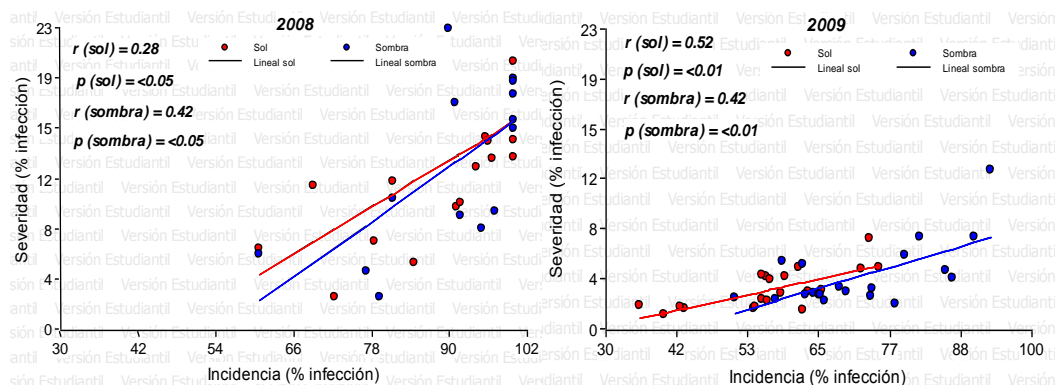 2008
r (sol) = 0.28
p (sol) = <0.05
r (sombra) = 0.42
p (sombra) = <0.05
Sol
Sombra
Lineal sol
Lineal sombra
Severidad (% infección)
23
19
15
12
8
4
0
30
42
54
66
78
90
102
Incidencia (% infección)
2009
r (sol) = 0.52
p (sol) = <0.01
r (sombra) = 0.42
p (sombra) = <0.01
Sol
Sombra
Lineal sol
Lineal sombra
Severidad (% infección)
23
19
15
12
8
4
0
30
42
53
65
77
88
100
Incidencia (% infección)
Versión Estudiantil